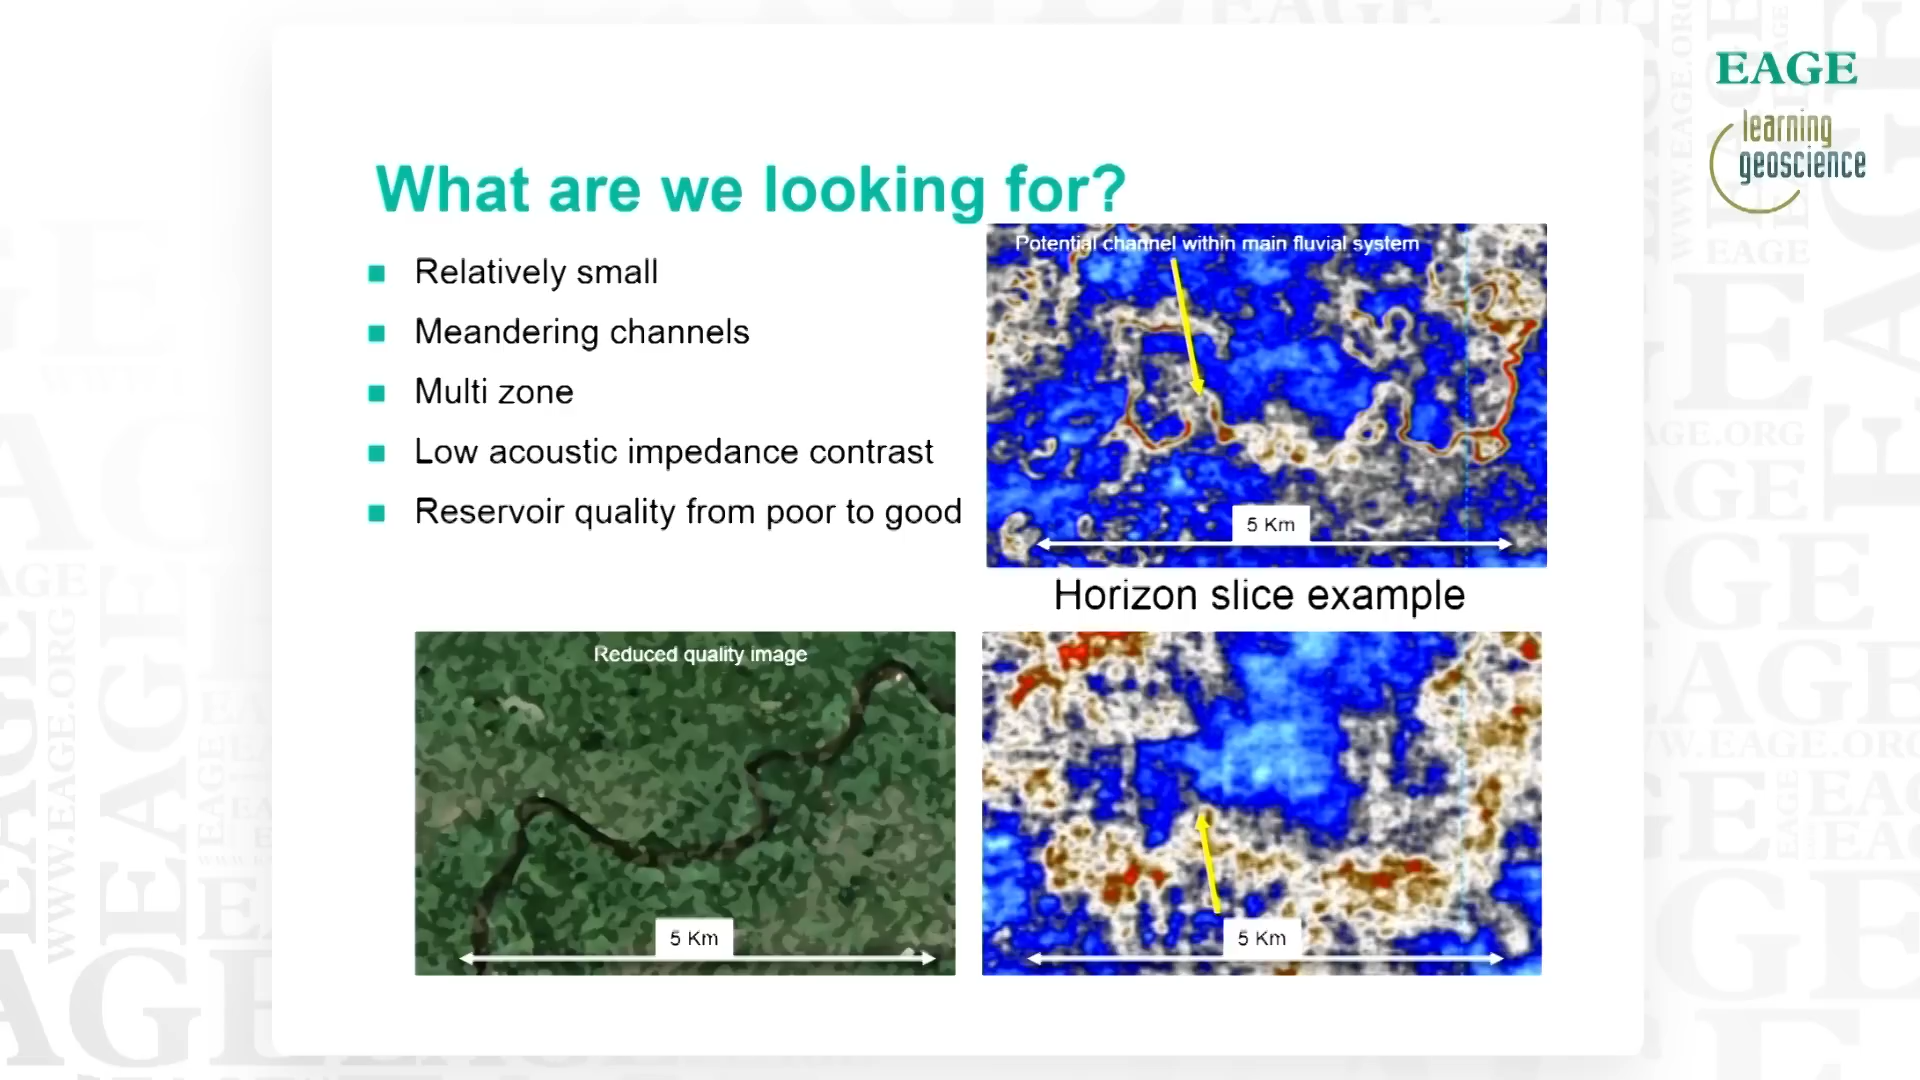 EAGE
learning
geoscience
What are we looking for?
Relatively small
Meandering channels
Multi zone
Low acoustic impedance contrast
Reservoir quality from poor to good
Potential channel within main fluvial system
5 Km
Horizon slice example
Reduced quality image
5 Km
5 Km